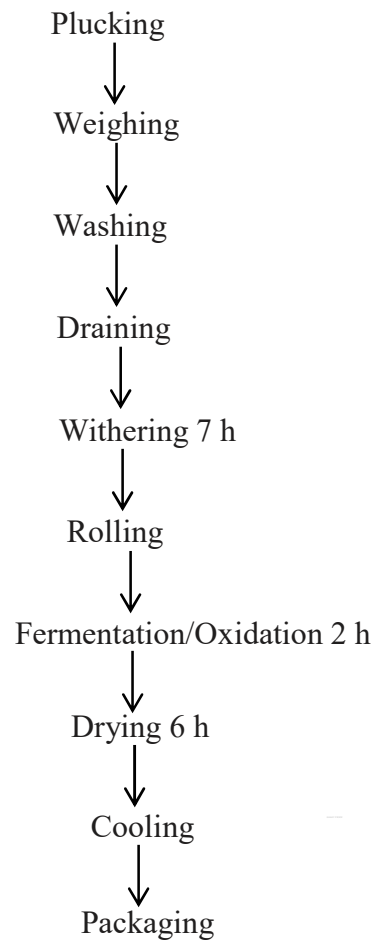 Plucking
Weighing
Washing
Draining
Withering 7 h
Rolling
Fermentation/Oxidation 2 h
Drying 6 h
Cooling
Packaging